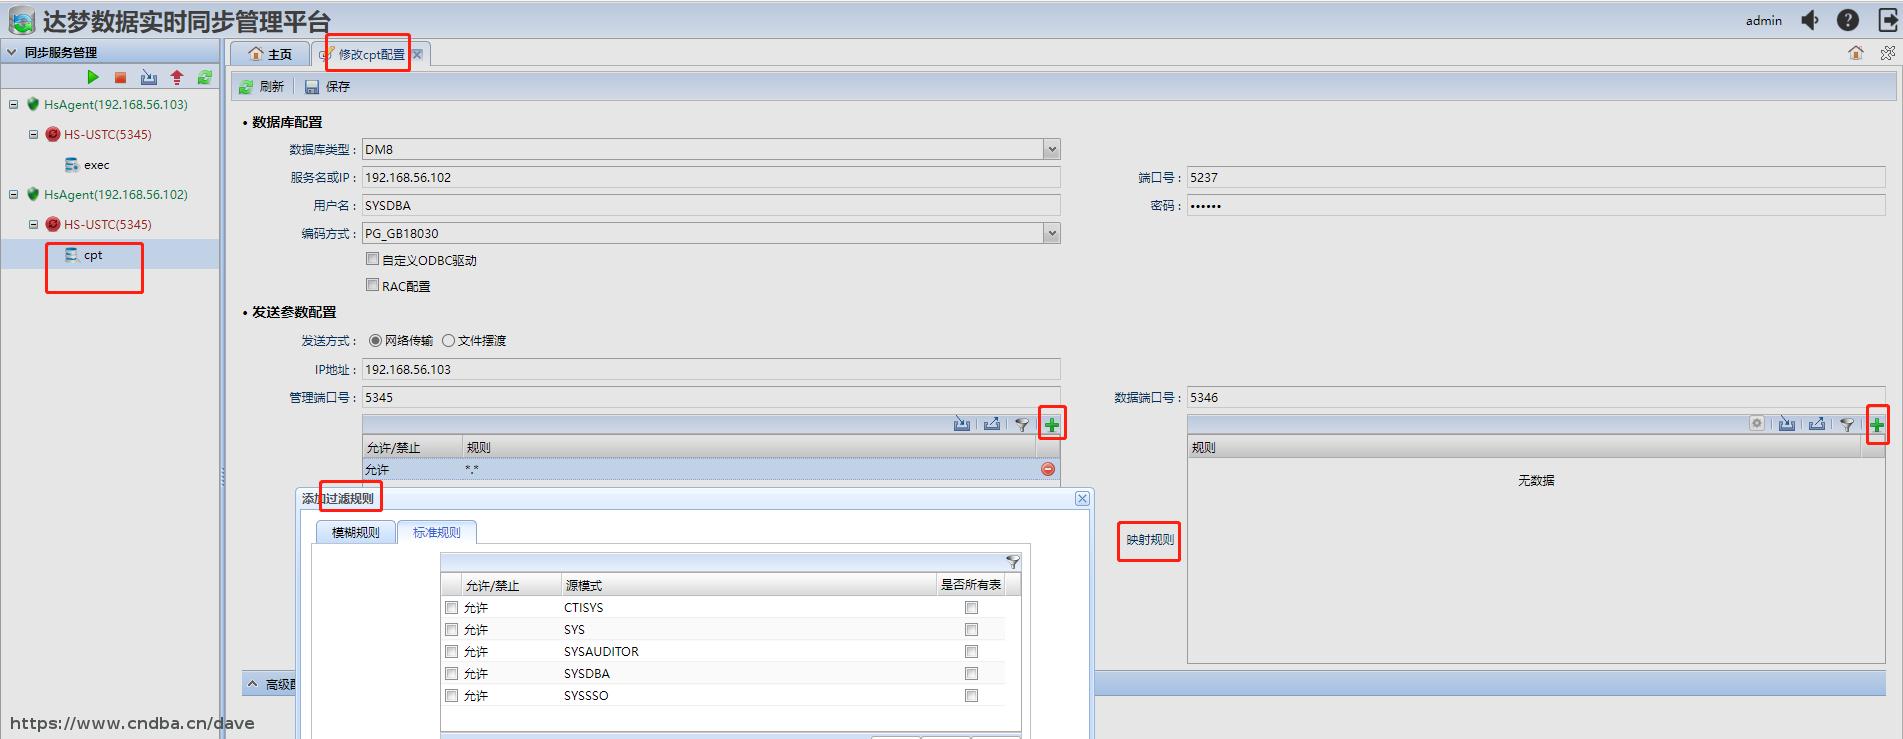 达梦数据实时同步管理平台
admin
同步服务管理
主页
修改cpt配置
刷新
保存
HsAgent(192.168.56.103)
HS-USTC(5345)
exec
HsAgent(192.168.56.102)
HS-USTC(5345)
cpt
• 数据库配置
数据库类型： DM8
服务名或IP： 192.168.56.102
端口号： 5237
用户名： SYSDBA
密码： ••••••
编码方式： PG_GB18030
自定义ODBC驱动
RAC配置
• 发送参数配置
发送方式： 网络传输 文件摆渡
IP地址： 192.168.56.103
管理端口号： 5345
数据端口号： 5346
允许/禁止 规则
允许 *.*
规则
无数据
映射规则
添加过滤规则
模糊规则 标准规则
允许/禁止 源模式 是否所有表
允许 CTISYS
允许 SYS
允许 SYSAUDITOR
允许 SYSDBA
允许 SYSSSO
高级
https://www.cndba.cn/dave